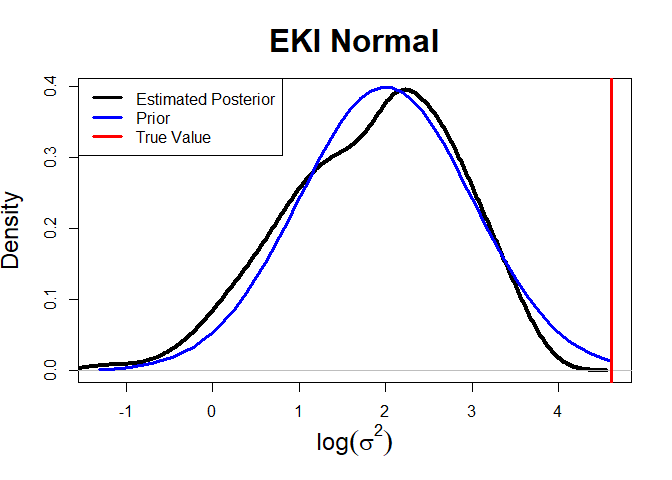 EKI Normal
Estimated Posterior
Prior
True Value
Density
0.4
0.3
0.2
0.1
0.0
-1 0 1 2 3 4
log(σ²)